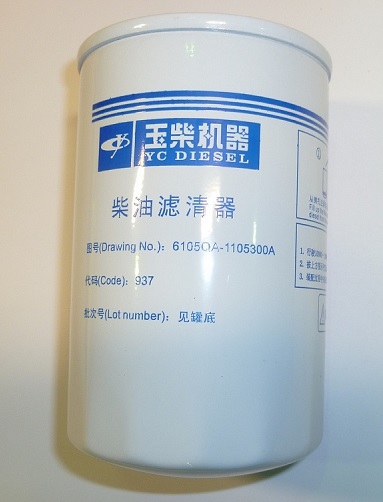 玉柴机器
YC DIESEL
柴油滤清器
图号(Drawing No.): 6105QA-1105300A
代码(Code): 937
批次号(Lot number): 见罐底
①